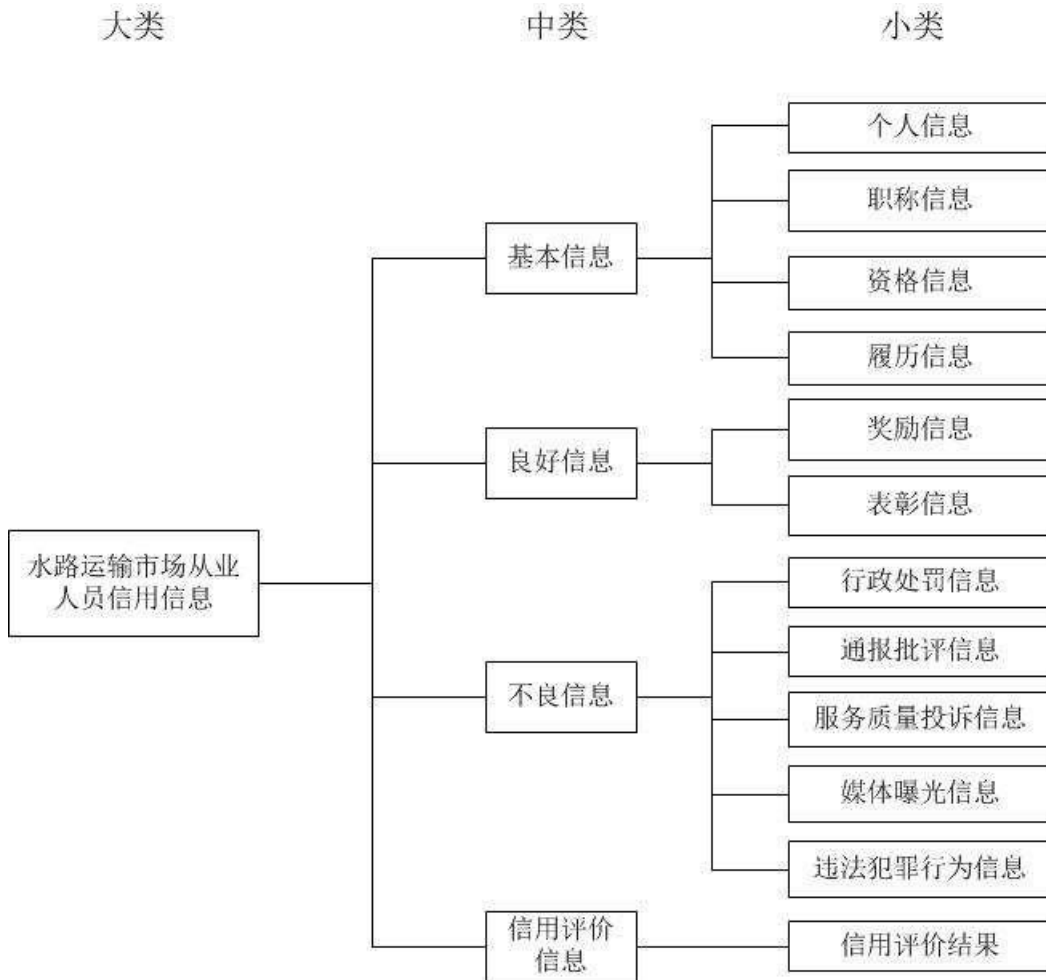 大类 中类 小类
个人信息
职称信息
基本信息
资格信息
履历信息
奖励信息
良好信息
表彰信息
水路运输市场从业
人员信用信息
行政处罚信息
通报批评信息
不良信息
服务质量投诉信息
媒体曝光信息
违法犯罪行为信息
信用评价
信息
信用评价结果